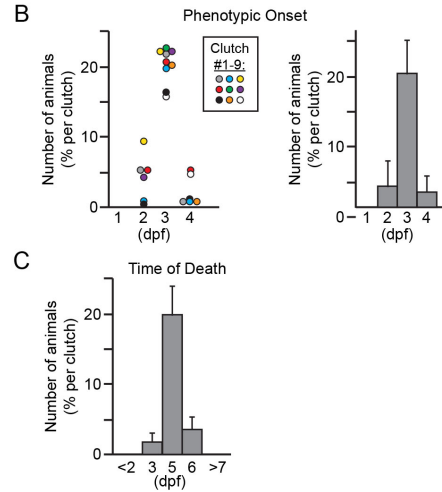 B
Phenotypic Onset
Number of animals
(% per clutch)
20
10
0
1 2 3 4
(dpf)
Clutch
#1-9:
Number of animals
(% per clutch)
20
10
0
1 2 3 4
(dpf)
C
Time of Death
Number of animals
(% per clutch)
20
10
0
<2 3 5 6 >7
(dpf)